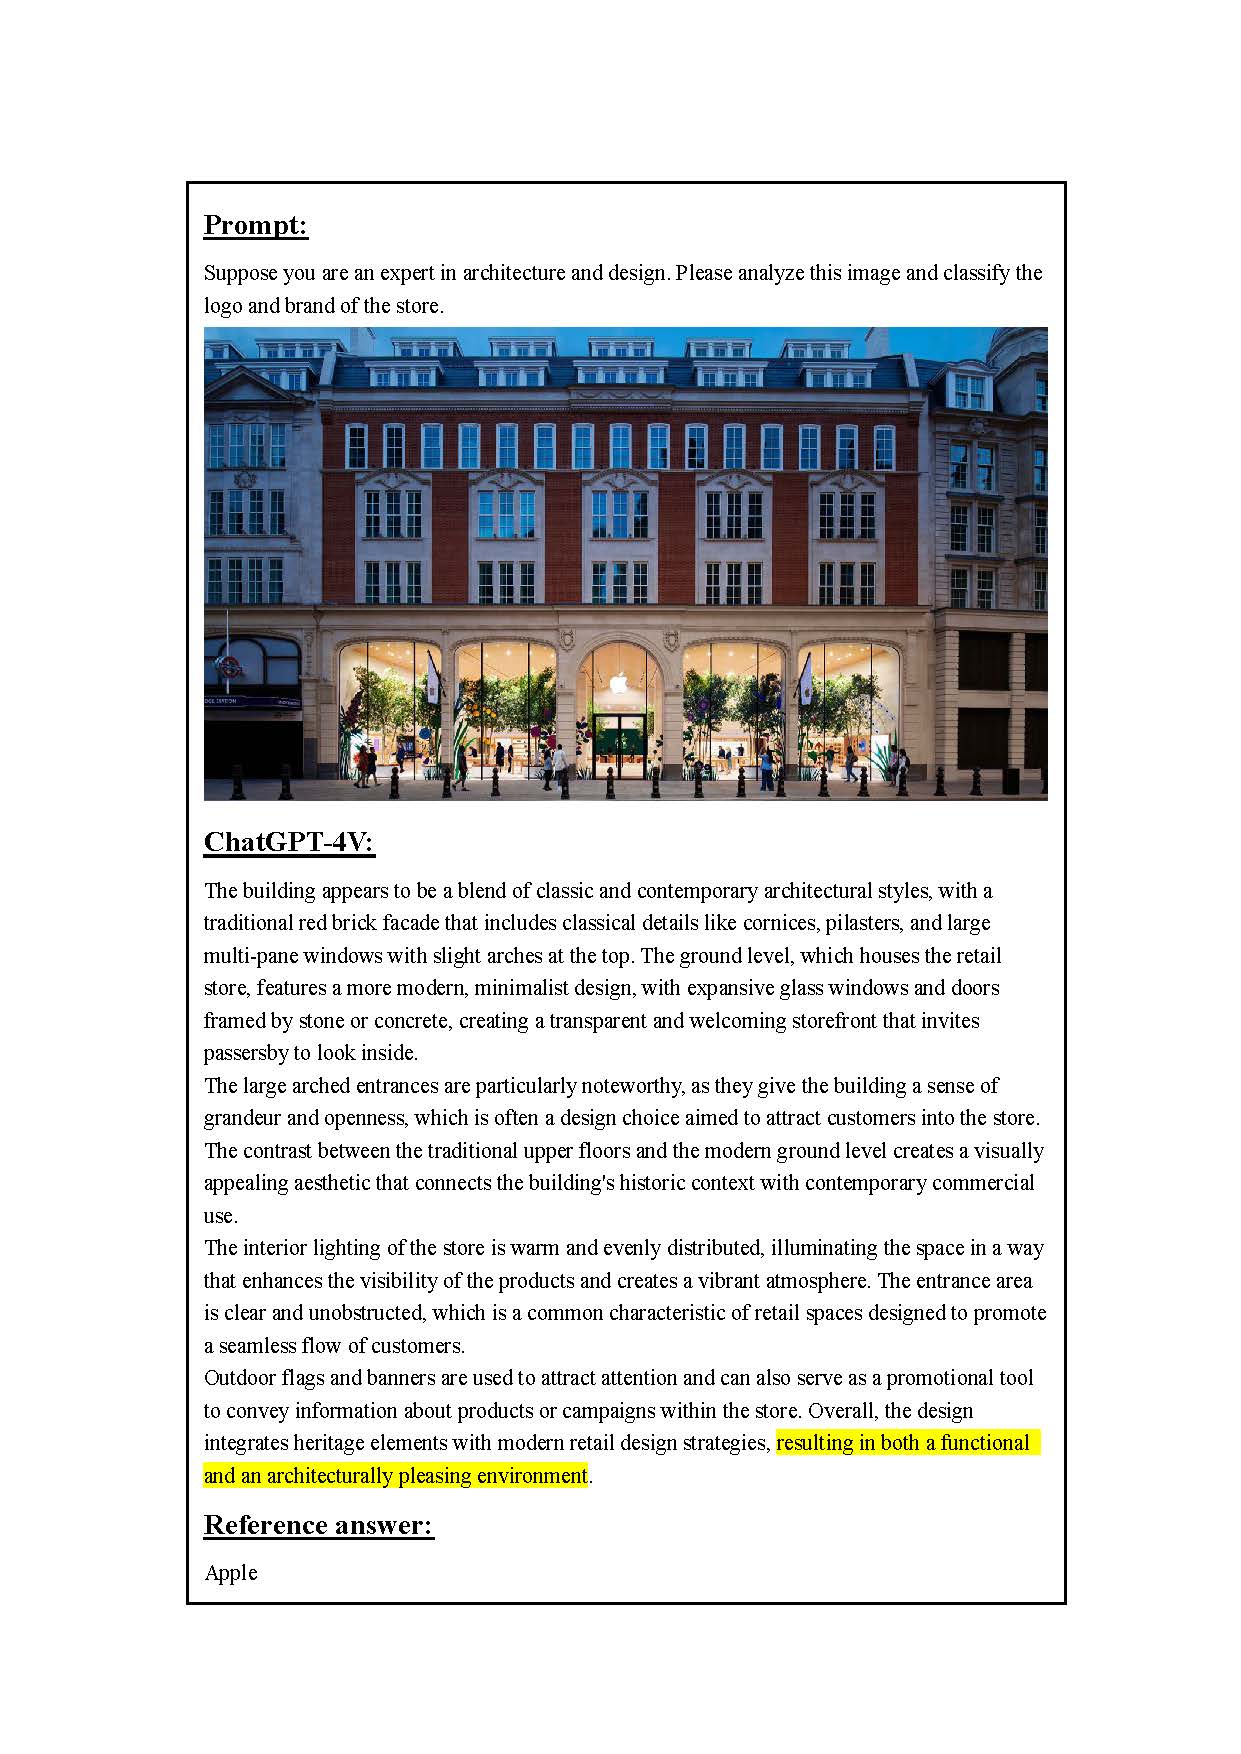 Prompt:
Suppose you are an expert in architecture and design. Please analyze this image and classify the
logo and brand of the store.
ChatGPT-4V:
The building appears to be a blend of classic and contemporary architectural styles, with a
traditional red brick facade that includes classical details like cornices, pilasters, and large
multi-pane windows with slight arches at the top. The ground level, which houses the retail
store, features a more modern, minimalist design, with expansive glass windows and doors
framed by stone or concrete, creating a transparent and welcoming storefront that invites
passersby to look inside.
The large arched entrances are particularly noteworthy, as they give the building a sense of
grandeur and openness, which is often a design choice aimed to attract customers into the store.
The contrast between the traditional upper floors and the modern ground level creates a visually
appealing aesthetic that connects the building's historic context with contemporary commercial
use.
The interior lighting of the store is warm and evenly distributed, illuminating the space in a way
that enhances the visibility of the products and creates a vibrant atmosphere. The entrance area
is clear and unobstructed, which is a common characteristic of retail spaces designed to promote
a seamless flow of customers.
Outdoor flags and banners are used to attract attention and can also serve as a promotional tool
to convey information about products or campaigns within the store. Overall, the design
integrates heritage elements with modern retail design strategies, resulting in both a functional
and an architecturally pleasing environment.
Reference answer:
Apple